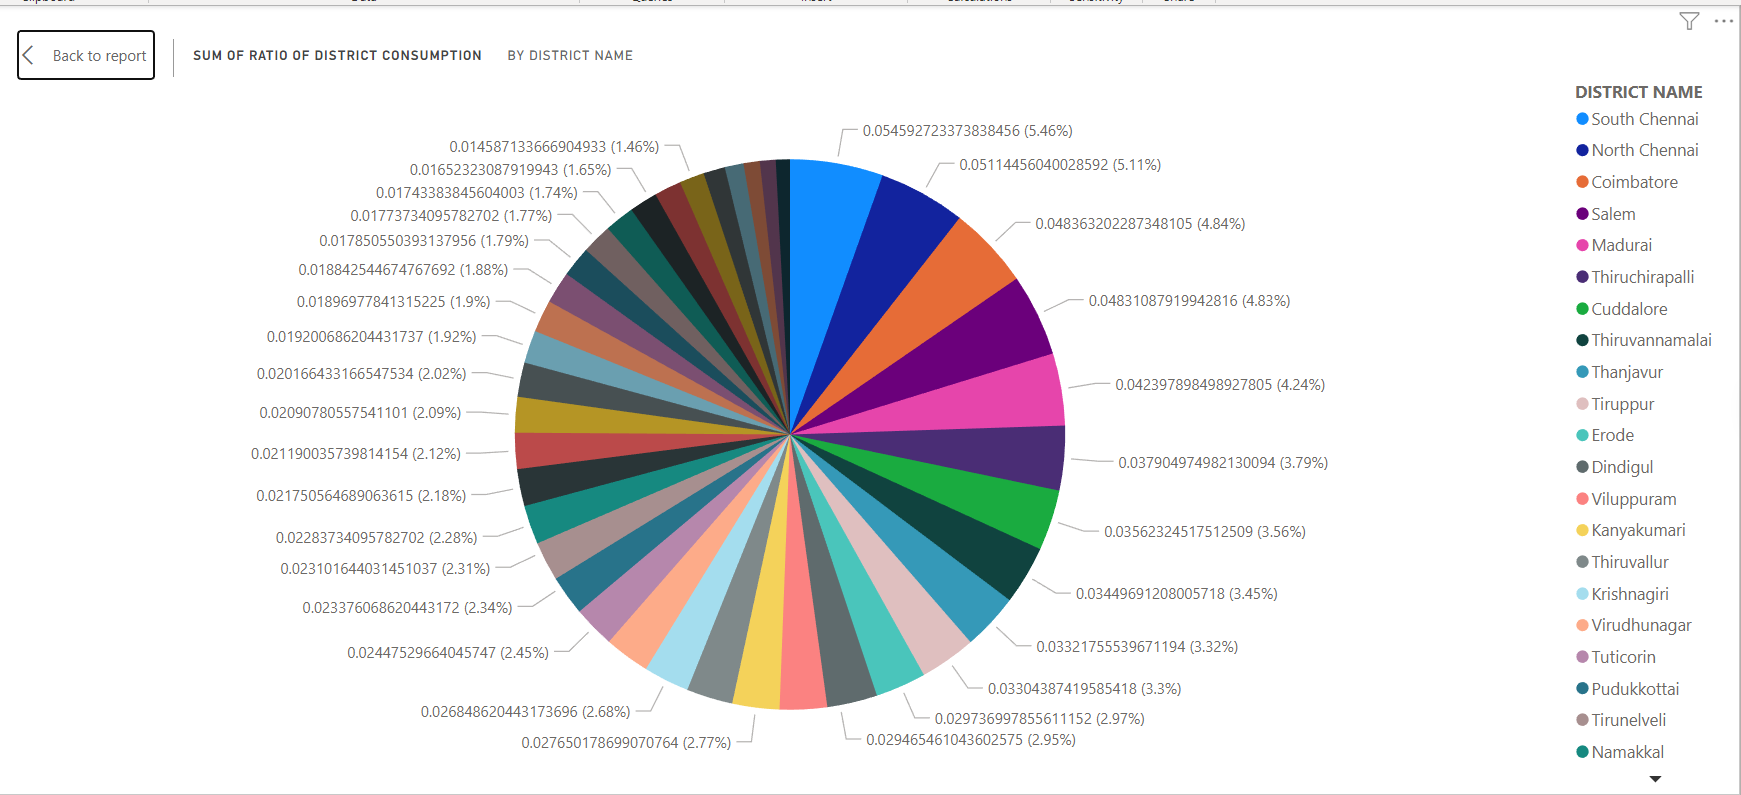 Back to report
SUM OF RATIO OF DISTRICT CONSUMPTION BY DISTRICT NAME
0.054592723373838456 (5.46%)
0.05114456040028592 (5.11%)
0.048363202287348105 (4.84%)
0.04831087919942816 (4.83%)
0.042397898498927805 (4.24%)
0.037904974982130094 (3.79%)
0.03562324517512509 (3.56%)
0.03449691208005718 (3.45%)
0.03321755539671194 (3.32%)
0.03304387419585418 (3.3%)
0.029736997855611152 (2.97%)
0.029465461043602575 (2.95%)
0.027650178699070764 (2.77%)
0.026848620443173696 (2.68%)
0.02447529664045747 (2.45%)
0.023376068620443172 (2.34%)
0.023101644031451037 (2.31%)
0.02283734095782702 (2.28%)
0.021750564689063615 (2.18%)
0.021190035739814154 (2.12%)
0.02090780557541101 (2.09%)
0.020166433166547534 (2.02%)
0.019200686204431737 (1.92%)
0.01896977841315225 (1.9%)
0.018842544674767692 (1.88%)
0.017850550393137956 (1.79%)
0.01773734095782702 (1.77%)
0.01743383845604003 (1.74%)
0.01652323087919943 (1.65%)
0.014587133666904933 (1.46%)
DISTRICT NAME
South Chennai
North Chennai
Coimbatore
Salem
Madurai
Thiruchirapalli
Cuddalore
Thiruvannamalai
Thanjavur
Tiruppur
Erode
Dindigul
Viluppuram
Kanyakumari
Thiruvallur
Krishnagiri
Virudhunagar
Tuticorin
Pudukkottai
Tirunelveli
Namakkal